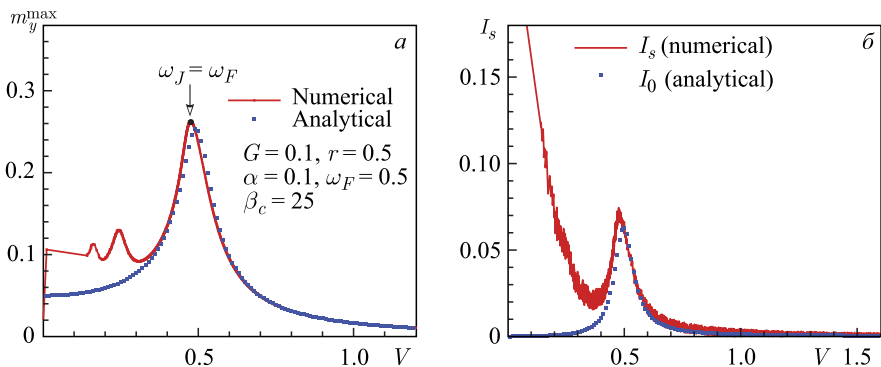 m_y^max
а
ω_J = ω_F
Numerical
Analytical
G = 0.1, r = 0.5
α = 0.1, ω_F = 0.5
β_c = 25
0.3
0.2
0.1
0
0.5
1.0
V
I_s
б
I_s (numerical)
I_0 (analytical)
0.15
0.10
0.05
0
0.5
1.0
V
1.5